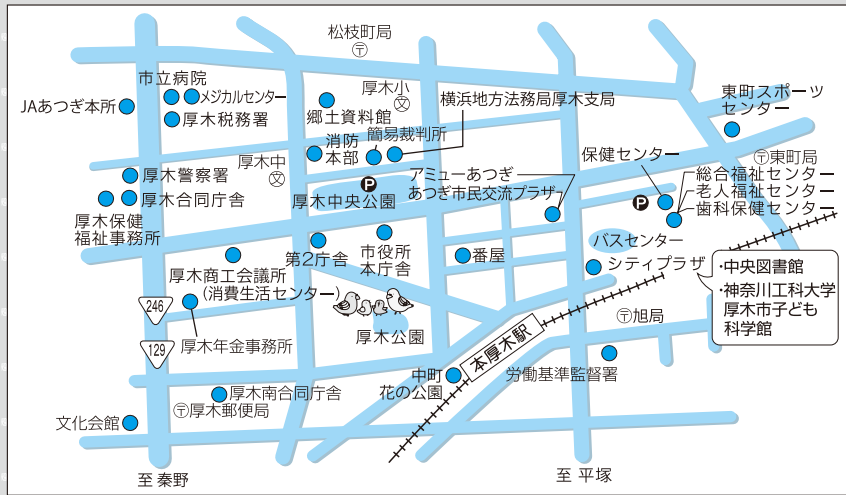 松枝町局
〒
市立病院
メジカルセンター
厚木小
文
横浜地方法務局厚木支局
東町スポーツ
センター
JAあつぎ本所
厚木税務署
郷土資料館
消防
本部
簡易裁判所
厚木中
文
保健センター
〒東町局
厚木警察署
アミューあつぎ
あつぎ市民交流プラザ
総合福祉センター
老人福祉センター
歯科保健センター
P
P
厚木合同庁舎
厚木中央公園
厚木保健
福祉事務所
バスセンター
第2庁舎
市役所
本庁舎
番屋
シティプラザ
・中央図書館
・神奈川工科大学
厚木市子ども
科学館
厚木商工会議所
(消費生活センター)
246
厚木公園
〒旭局
厚木年金事務所
129
本厚木駅
中町
花の公園
労働基準監督署
厚木南合同庁舎
〒厚木郵便局
文化会館
至 秦野
至 平塚